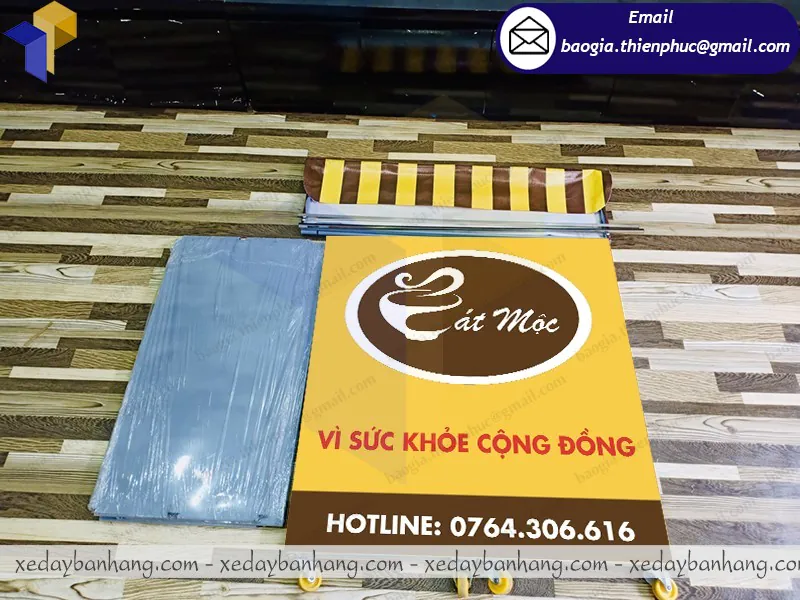 Email
baogia.thienphuc@gmail.com
Cát Mộc
VÌ SỨC KHỎE CỘNG ĐỒNG
HOTLINE: 0764.306.616
xedaybanhang.com - xedaybanhang.com - xedaybanhang.com - xedaybanhang.com